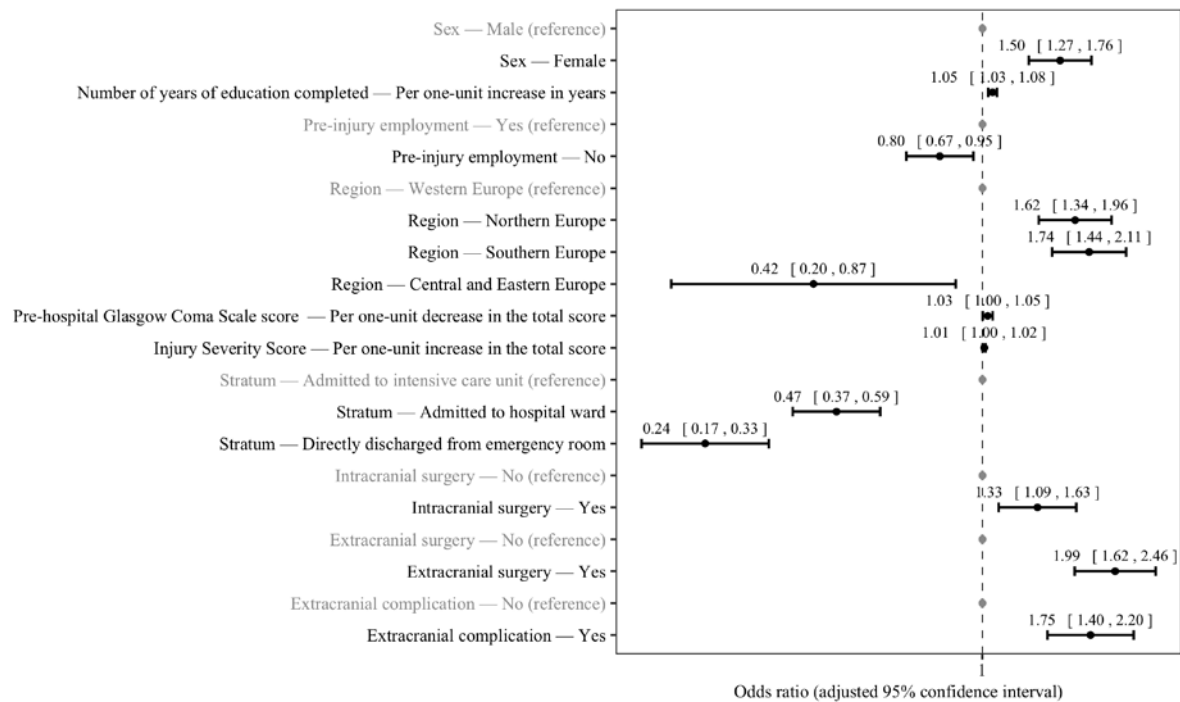 Sex — Male (reference)
1.50 [ 1.27 , 1.76 ]
Sex — Female
1.05 [ 1.03 , 1.08 ]
Number of years of education completed — Per one-unit increase in years
Pre-injury employment — Yes (reference)
0.80 [ 0.67 , 0.95 ]
Pre-injury employment — No
Region — Western Europe (reference)
1.62 [ 1.34 , 1.96 ]
Region — Northern Europe
1.74 [ 1.44 , 2.11 ]
Region — Southern Europe
0.42 [ 0.20 , 0.87 ]
Region — Central and Eastern Europe
1.03 [ 1.00 , 1.05 ]
Pre-hospital Glasgow Coma Scale score — Per one-unit decrease in the total score
1.01 [ 1.00 , 1.02 ]
Injury Severity Score — Per one-unit increase in the total score
Stratum — Admitted to intensive care unit (reference)
0.47 [ 0.37 , 0.59 ]
Stratum — Admitted to hospital ward
0.24 [ 0.17 , 0.33 ]
Stratum — Directly discharged from emergency room
Intracranial surgery — No (reference)
1.33 [ 1.09 , 1.63 ]
Intracranial surgery — Yes
Extracranial surgery — No (reference)
1.99 [ 1.62 , 2.46 ]
Extracranial surgery — Yes
Extracranial complication — No (reference)
1.75 [ 1.40 , 2.20 ]
Extracranial complication — Yes
1
Odds ratio (adjusted 95% confidence interval)